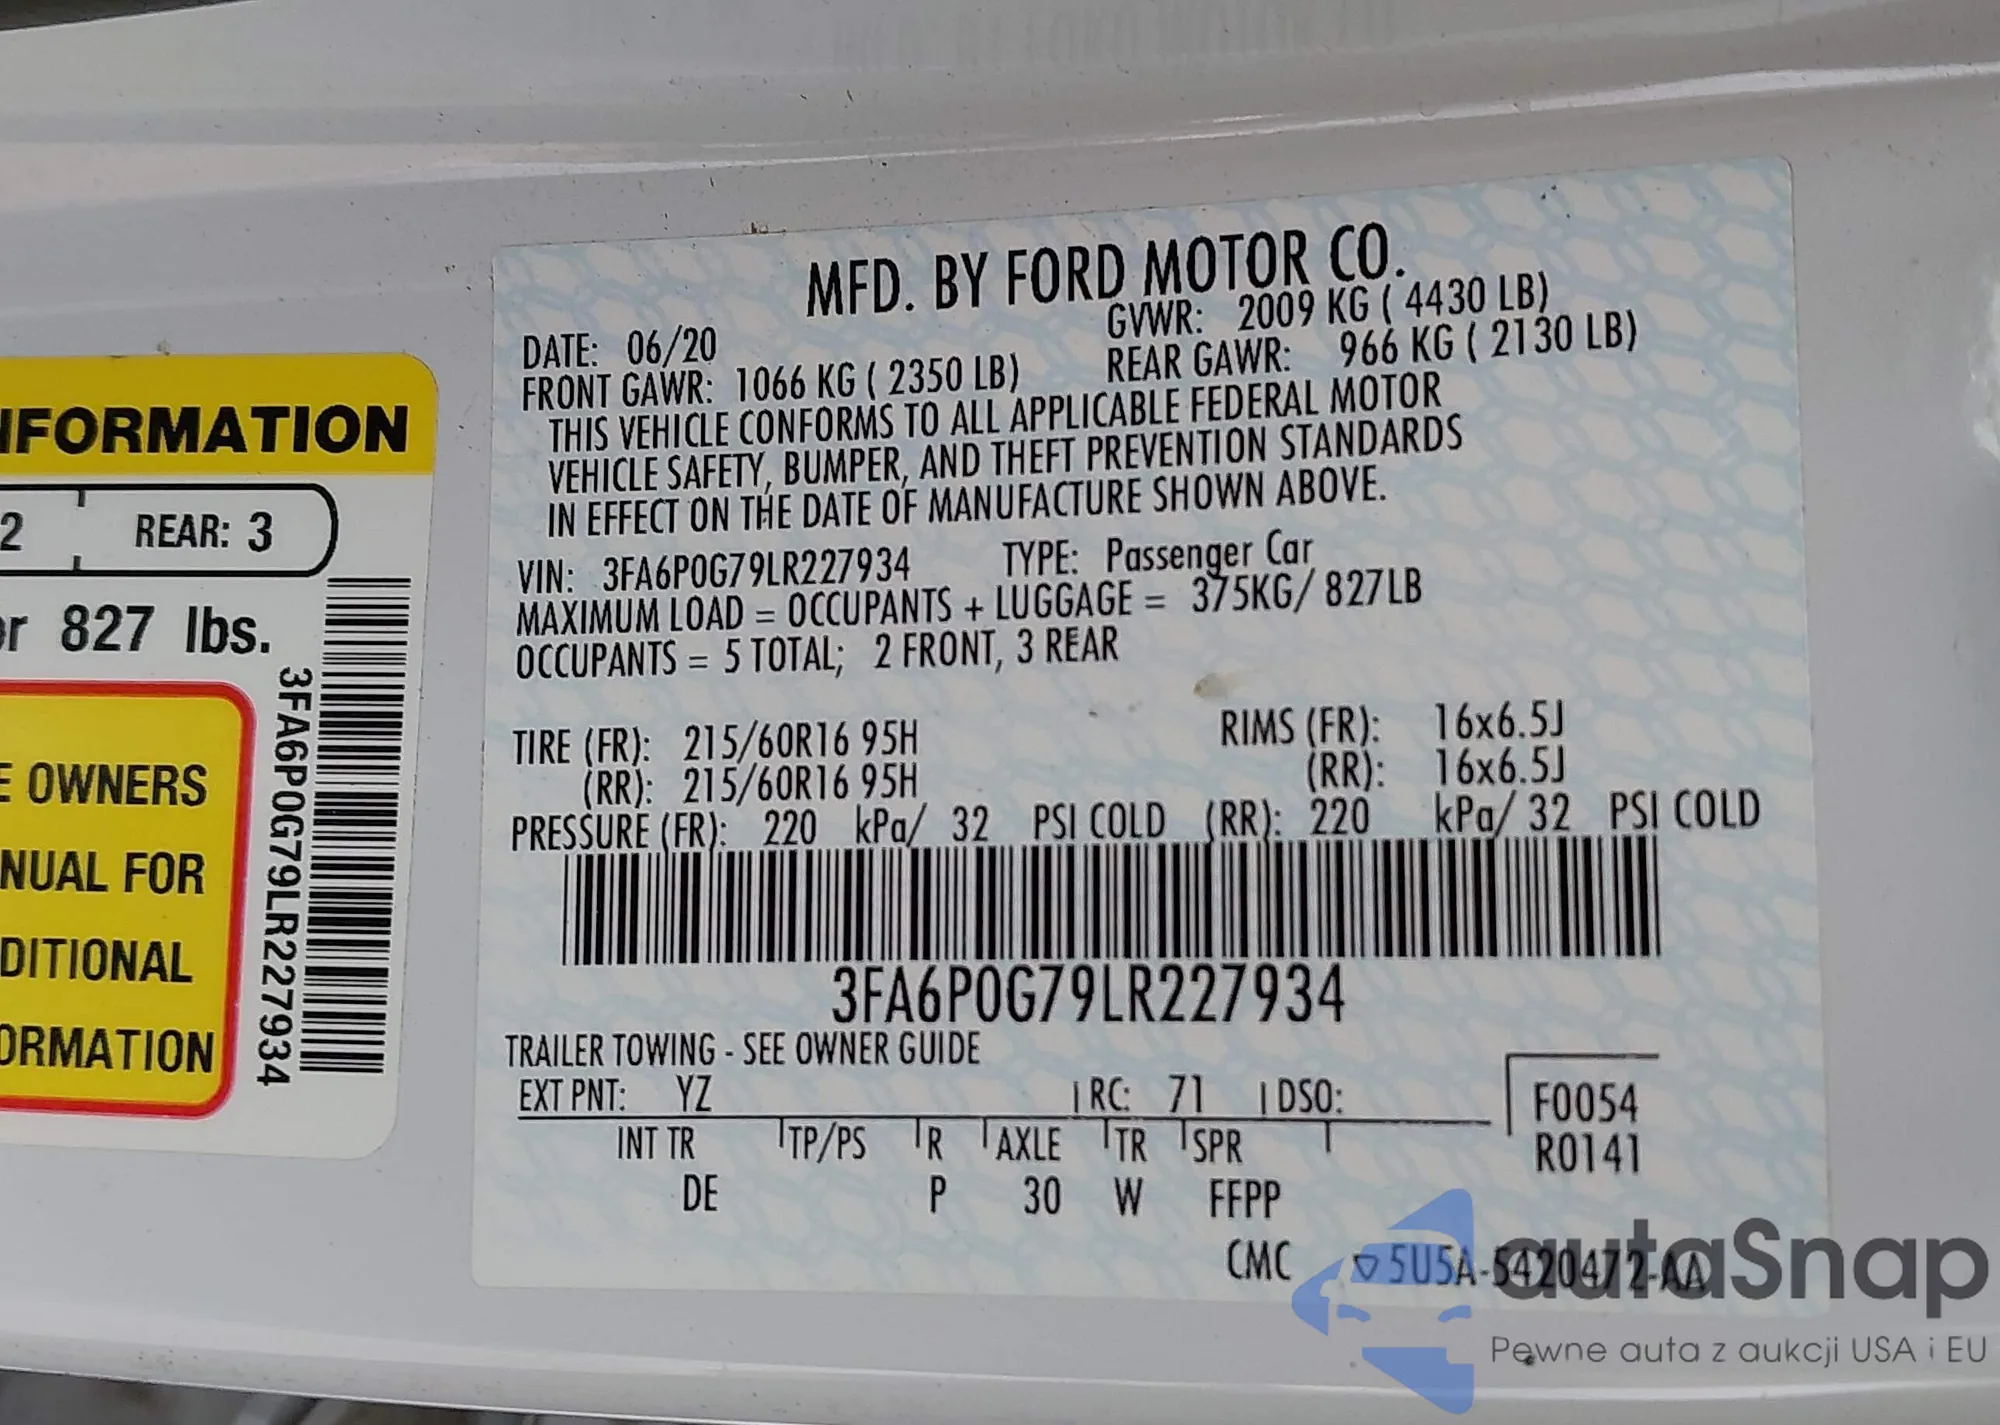 NFORMATION
2 REAR: 3
or 827 lbs.
3FA6P0G79LR227934
E OWNERS
NUAL FOR
DITIONAL
ORMATION
MFD. BY FORD MOTOR CO.
DATE: 06/20 GVWR: 2009 KG ( 4430 LB)
FRONT GAWR: 1066 KG ( 2350 LB) REAR GAWR: 966 KG ( 2130 LB)
THIS VEHICLE CONFORMS TO ALL APPLICABLE FEDERAL MOTOR
VEHICLE SAFETY, BUMPER, AND THEFT PREVENTION STANDARDS
IN EFFECT ON THE DATE OF MANUFACTURE SHOWN ABOVE.
VIN: 3FA6P0G79LR227934 TYPE: Passenger Car
MAXIMUM LOAD = OCCUPANTS + LUGGAGE = 375KG/ 827LB
OCCUPANTS = 5 TOTAL; 2 FRONT, 3 REAR
TIRE (FR): 215/60R16 95H RIMS (FR): 16x6.5J
(RR): 215/60R16 95H (RR): 16x6.5J
PRESSURE (FR): 220 kPa/ 32 PSI COLD (RR): 220 kPa/ 32 PSI COLD
3FA6P0G79LR227934
TRAILER TOWING - SEE OWNER GUIDE
EXT PNT: YZ RC: 71 DSO: F0054
INT TR TP/PS R AXLE TR SPR R0141
DE P 30 W FFPP
CMC ▽5U5A-5420472-AA
autaSnap
Pewne auta z aukcji USA i EU